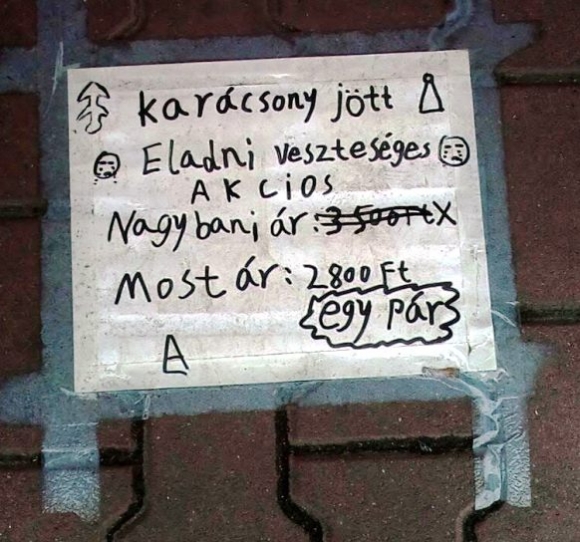 karácsony jött
Eladni veszteséges
AKCIOS
Nagybani ár: 3500Ft X
Most ár: 2800 Ft
egy pár
A